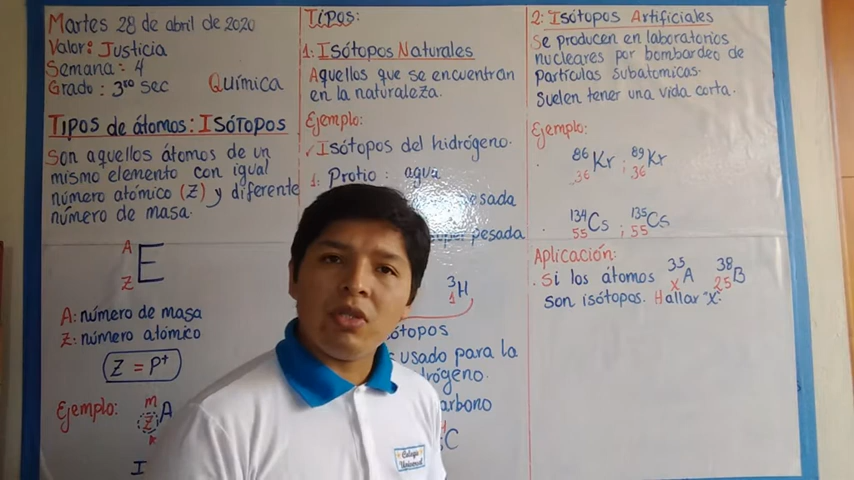 Martes 28 de abril de 2020
Valor: Justicia
Semana: 4
Grado: 3ro sec Química
Tipos de átomos: Isótopos
Son aquellos átomos de un
mismo elemento con igual
número atómico (Z) y diferente
número de masa.
A
E
Z
A: número de masa
Z: número atómico
Z = P+
Ejemplo: m
Z A
Tipos:
1: Isótopos Naturales
Aquellos que se encuentran
en la naturaleza.
Ejemplo:
✓ Isótopos del hidrógeno.
1: Protio: agua
pesada
pesada
3
H
1
ótopos
usado para la
rógeno.
arbono
C
2: Isótopos Artificiales
Se producen en laboratorios
nucleares por bombardeo de
partículas subatomicas.
Suelen tener una vida corta.
Ejemplo:
. 86 Kr ; 89 Kr
36 36
. 134 Cs ; 135 Cs
55 55
Aplicación:
. Si los átomos 35 A 38 B
x 25
son isótopos. Hallar "x".
Colegio
Universal